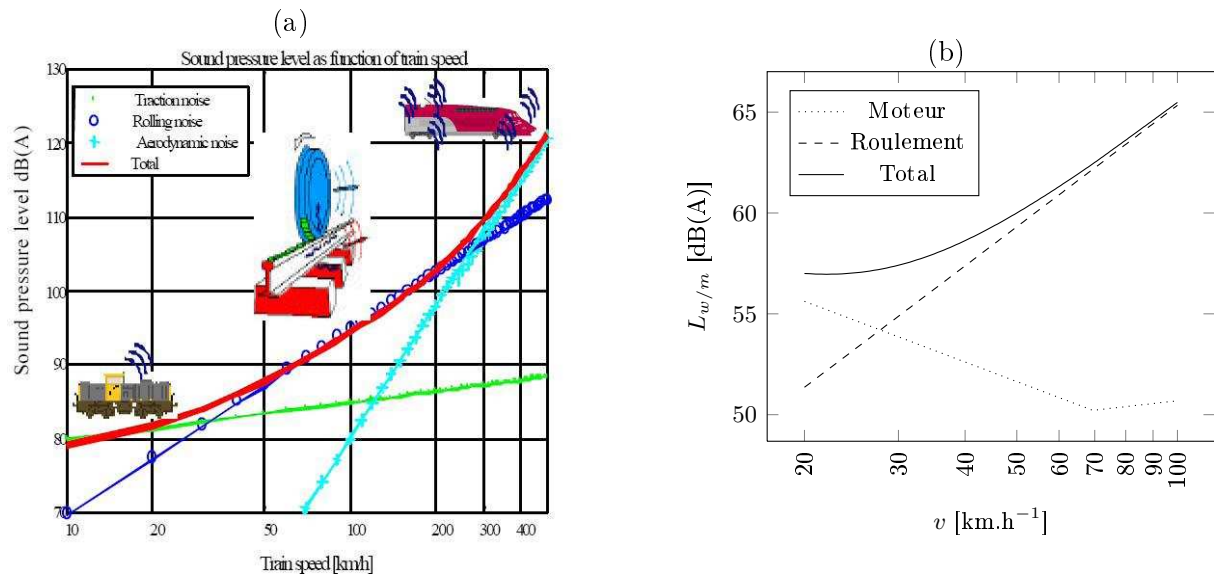 (a)
Sound pressure level as function of train speed
130
120
110
100
90
80
70
Sound pressure level dB(A)
Traction noise
Rolling noise
Aerodynamic noise
Total
10
20
50
100
200
300
400
Train speed [km/h]
(b)
65
60
55
50
L_{w/m} [dB(A)]
Moteur
Roulement
Total
20
30
40
50
60
70
80
90
100
v [km.h⁻¹]